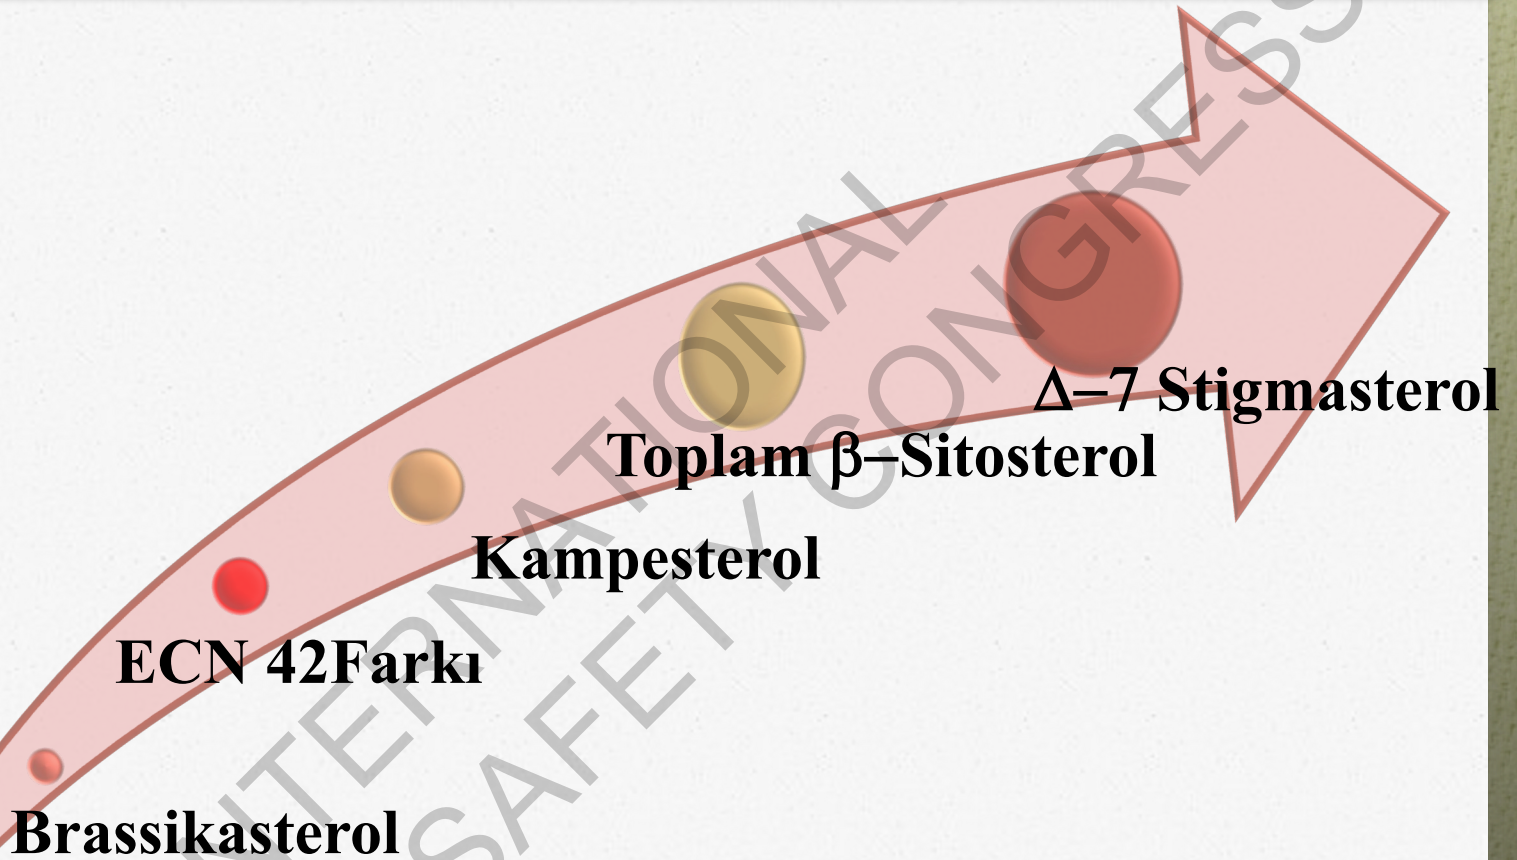 Δ–7 Stigmasterol
Toplam β–Sitosterol
Kampesterol
ECN 42Farkı
Brassikasterol
INTERNATIONAL
SAFETY CONGRESS